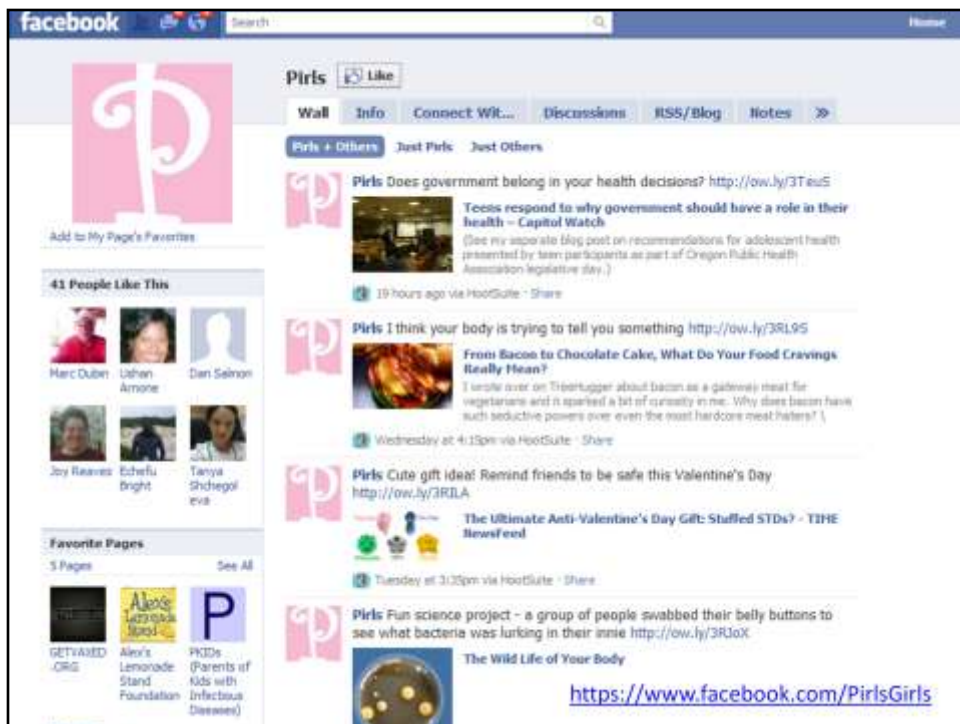 facebook
Search
Home
Pirls
Like
Wall Info Connect Wit... Discussions RSS/Blog Notes »
Pirls + Others Just Pirls Just Others
P
Add to My Page's Favorites
41 People Like This
Marc Dubin
Ushan
Amone
Dan Salmon
Joy Reaves
Echefu
Bright
Tanya
Shchegol
eva
Favorite Pages
5 Pages See All
GETVAXED
.ORG
Alex's
Lemonade
Stand
Alex's
Lemonade
Stand
Foundation
P
PKIDs
(Parents of
Kids with
Infectious
Diseases)
Pirls Does government belong in your health decisions? http://ow.ly/3TeuS
Teens respond to why government should have a role in their
health – Capitol Watch
(See my separate blog post on recommendations for adolescent health
presented by teen participants as part of Oregon Public Health
Association legislative day.)
19 hours ago via HootSuite · Share
Pirls I think your body is trying to tell you something http://ow.ly/3RL9S
From Bacon to Chocolate Cake, What Do Your Food Cravings
Really Mean?
I wrote over on TreeHugger about bacon as a gateway meat for
vegetarians and it sparked a bit of curiosity in me. Why does bacon have
such seductive powers over even the most hardcore meat haters? \
Wednesday at 4:15pm via HootSuite · Share
Pirls Cute gift idea! Remind friends to be safe this Valentine's Day
http://ow.ly/3RILA
The Ultimate Anti-Valentine's Day Gift: Stuffed STDs? - TIME
NewsFeed
Tuesday at 3:35pm via HootSuite · Share
Pirls Fun science project - a group of people swabbed their belly buttons to
see what bacteria was lurking in their innie http://ow.ly/3RJoX
The Wild Life of Your Body
https://www.facebook.com/PirlsGirls